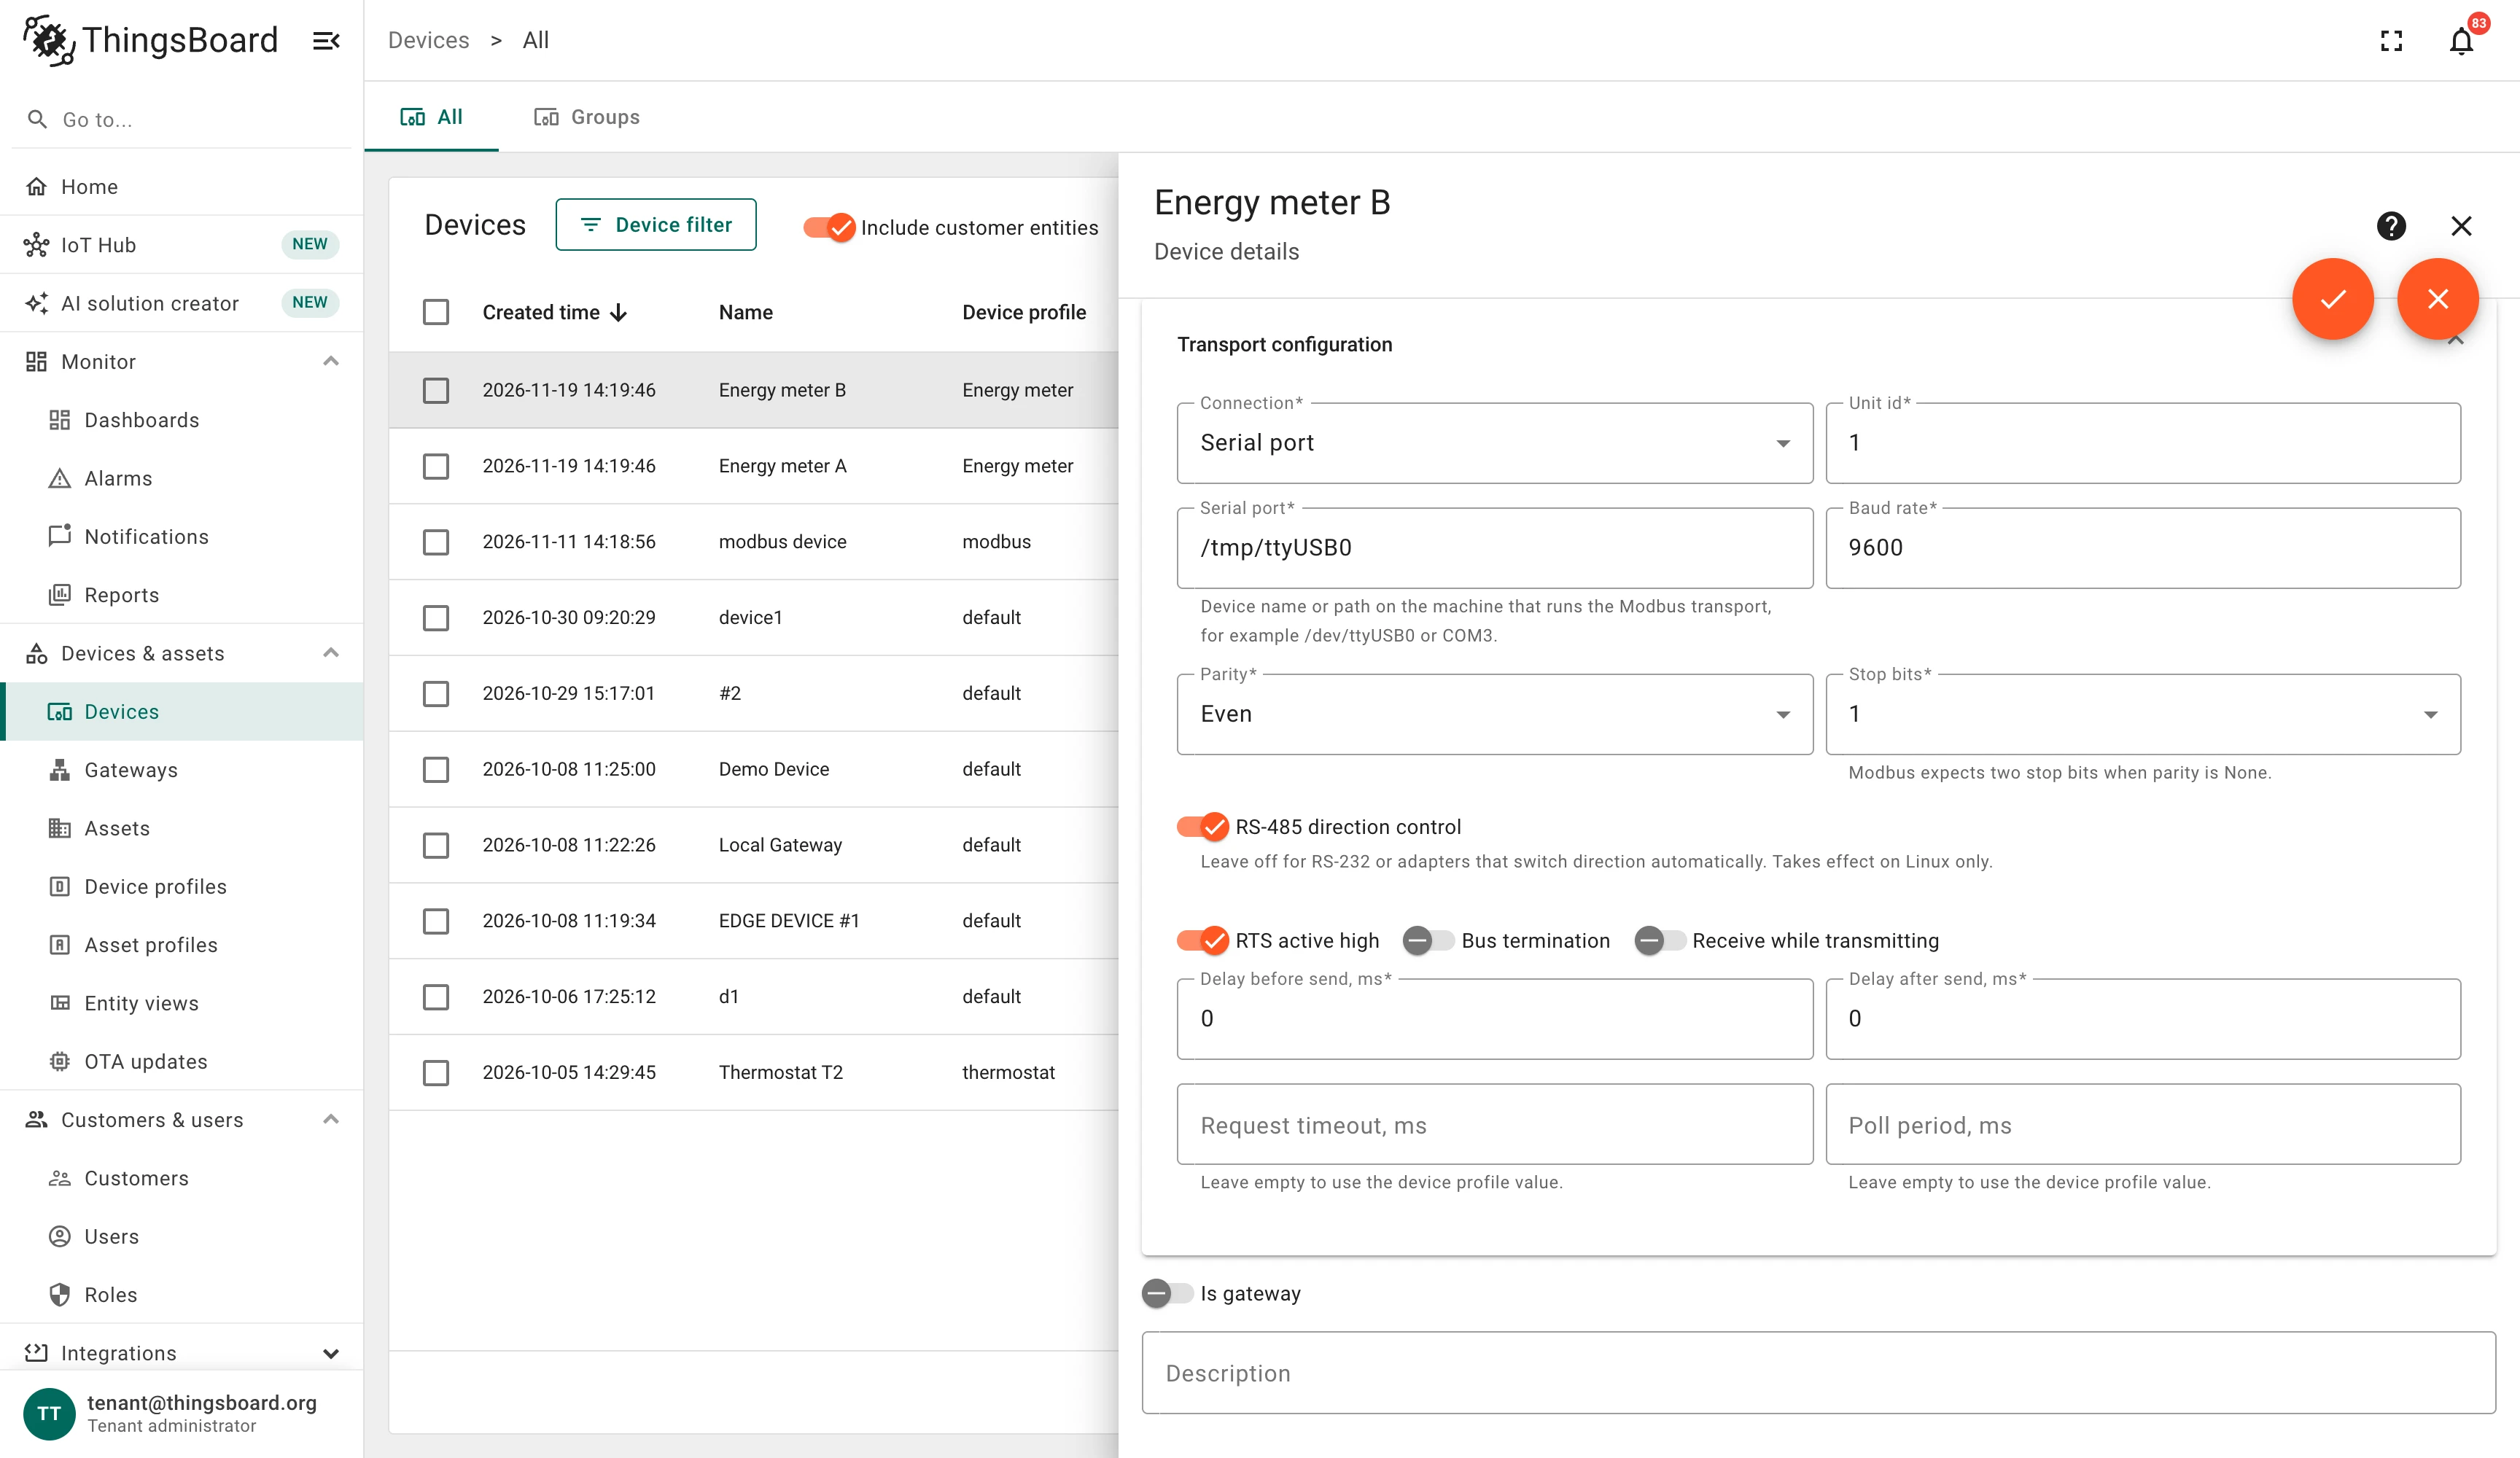 ThingsBoard
Go to...
Home
IoT Hub NEW
AI solution creator NEW
Monitor
Dashboards
Alarms
Notifications
Reports
Devices & assets
Devices
Gateways
Assets
Device profiles
Asset profiles
Entity views
OTA updates
Customers & users
Customers
Users
Roles
Integrations
TT
tenant@thingsboard.org
Tenant administrator
Devices > All
83
All Groups
Devices Device filter Include customer entities
Created time Name Device profile
2026-11-19 14:19:46 Energy meter B Energy meter
2026-11-19 14:19:46 Energy meter A Energy meter
2026-11-11 14:18:56 modbus device modbus
2026-10-30 09:20:29 device1 default
2026-10-29 15:17:01 #2 default
2026-10-08 11:25:00 Demo Device default
2026-10-08 11:22:26 Local Gateway default
2026-10-08 11:19:34 EDGE DEVICE #1 default
2026-10-06 17:25:12 d1 default
2026-10-05 14:29:45 Thermostat T2 thermostat
Energy meter B
Device details
Transport configuration
Connection* Unit id*
Serial port 1
Serial port* Baud rate*
/tmp/ttyUSB0 9600
Device name or path on the machine that runs the Modbus transport,
for example /dev/ttyUSB0 or COM3.
Parity* Stop bits*
Even 1
Modbus expects two stop bits when parity is None.
RS-485 direction control
Leave off for RS-232 or adapters that switch direction automatically. Takes effect on Linux only.
RTS active high Bus termination Receive while transmitting
Delay before send, ms* Delay after send, ms*
0 0
Request timeout, ms Poll period, ms
Leave empty to use the device profile value. Leave empty to use the device profile value.
Is gateway
Description